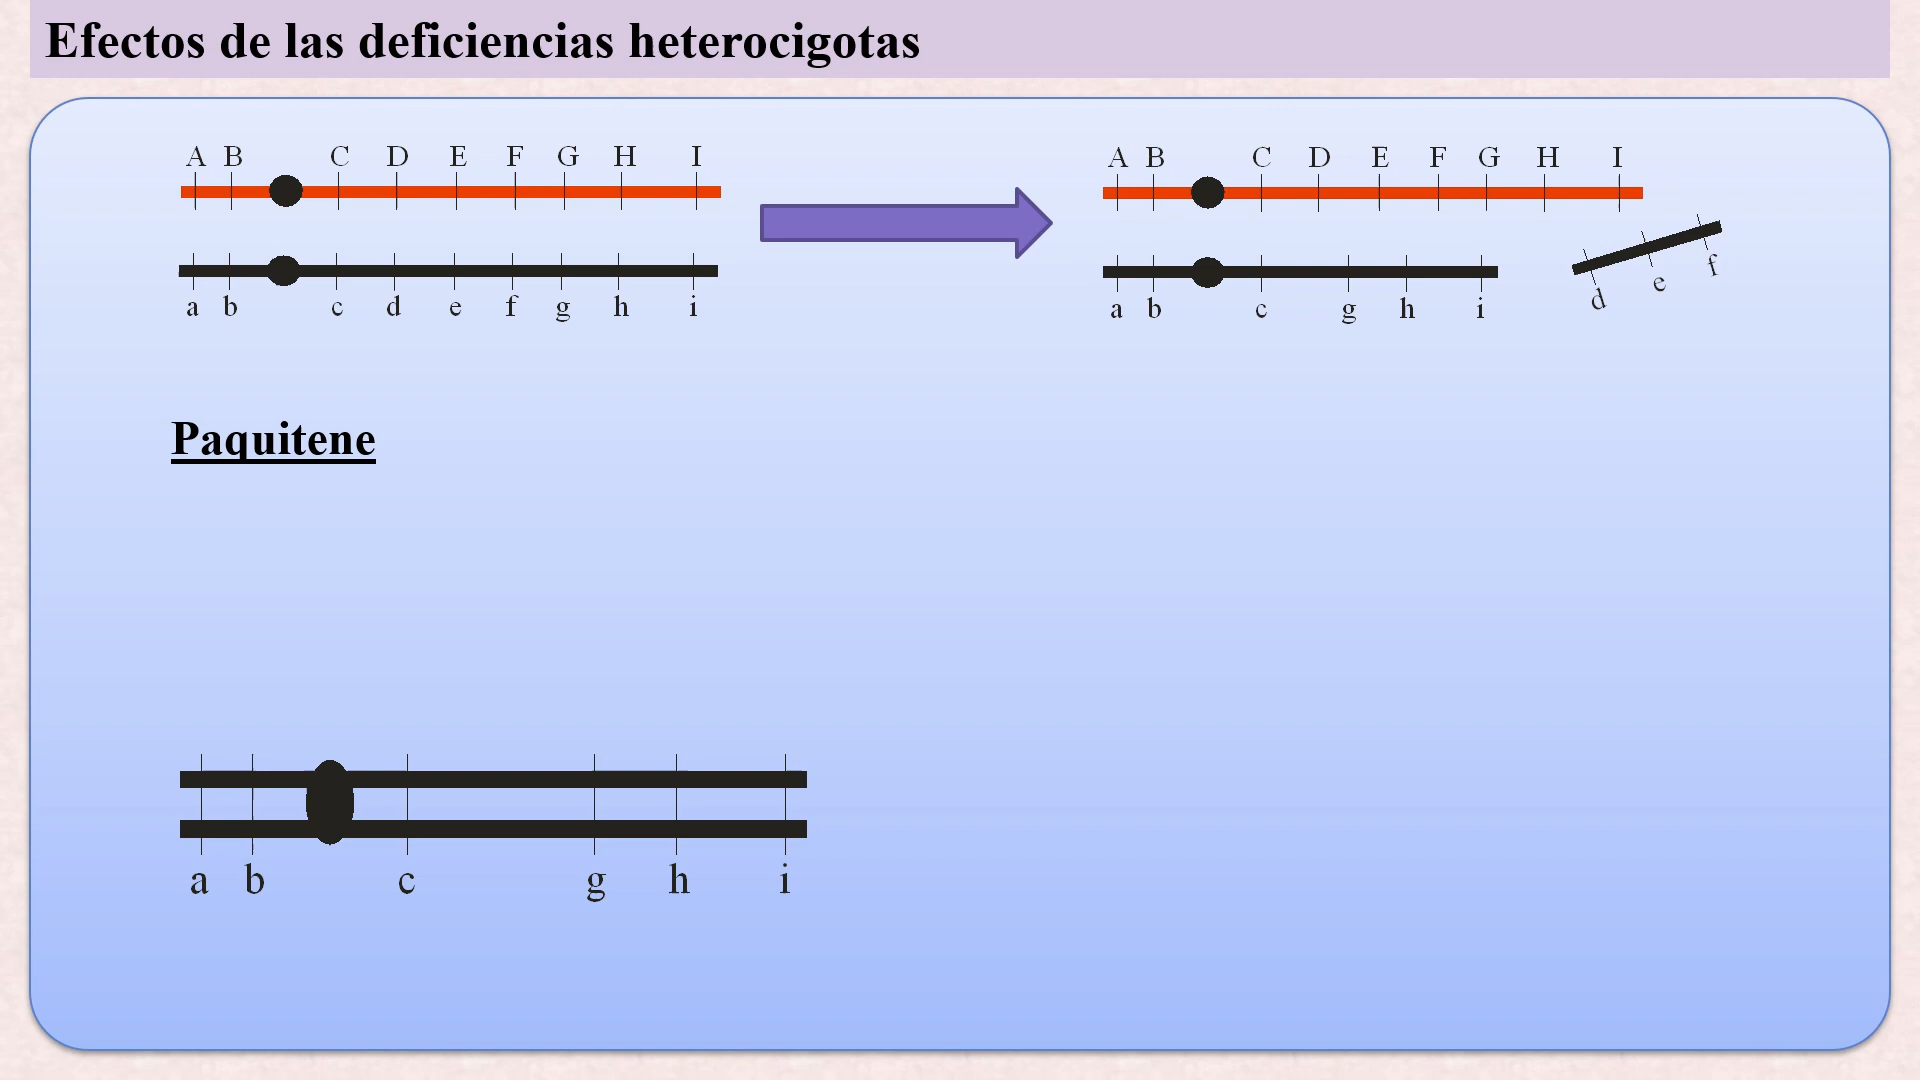 Efectos de las deficiencias heterocigotas
A B C D E F G H I
a b c d e f g h i
A B C D E F G H I
a b c g h i
d e f
Paquitene
a b c g h i